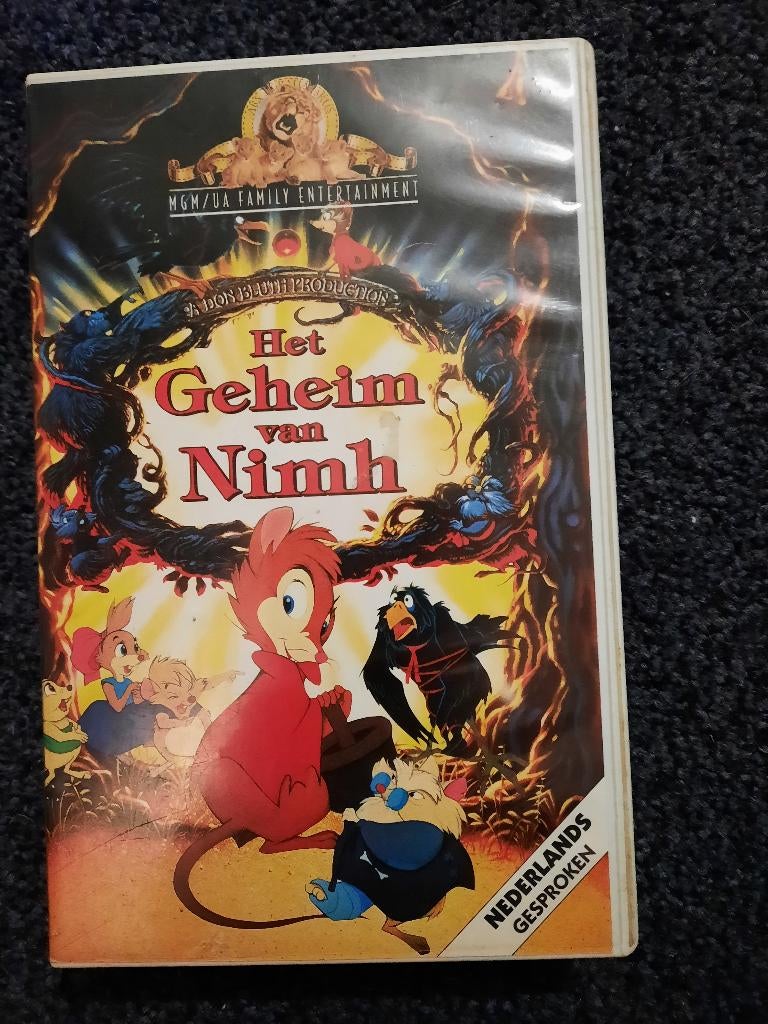 MGM/UA FAMILY ENTERTAINMENT
A DON BLUTH PRODUCTION
Het
Geheim
van
Nimh
NEDERLANDS
GESPROKEN